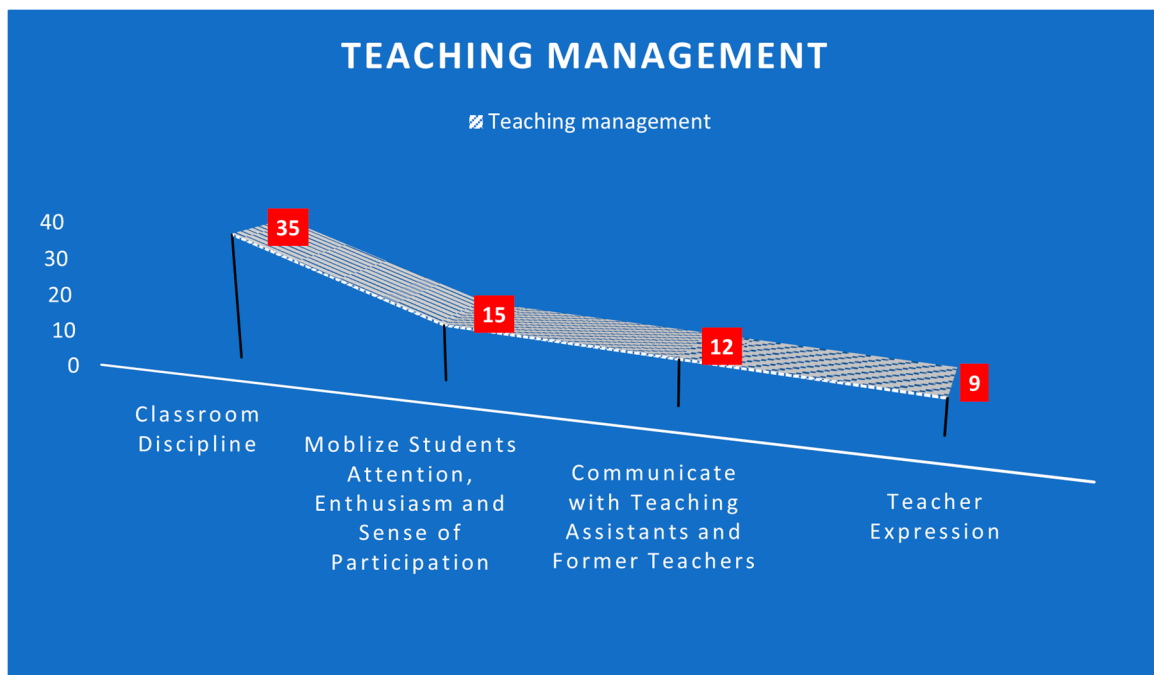 TEACHING MANAGEMENT
Teaching management
40
30
20
10
0
35
15
12
9
Classroom
Discipline
Moblize Students
Attention,
Enthusiasm and
Sense of
Participation
Communicate
with Teaching
Assistants and
Former Teachers
Teacher
Expression